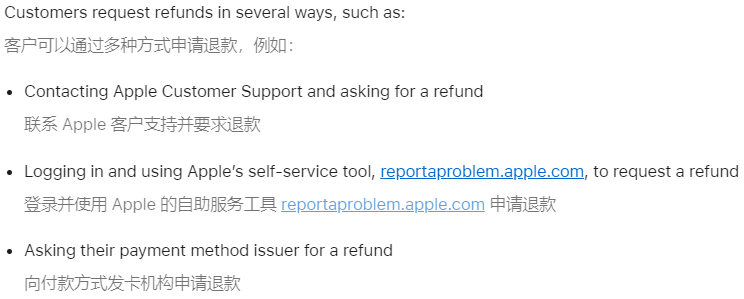 Customers request refunds in several ways, such as:
客户可以通过多种方式申请退款，例如：
• Contacting Apple Customer Support and asking for a refund
联系 Apple 客户支持并要求退款
• Logging in and using Apple’s self-service tool, reportaproblem.apple.com, to request a refund
登录并使用 Apple 的自助服务工具 reportaproblem.apple.com 申请退款
• Asking their payment method issuer for a refund
向付款方式发卡机构申请退款